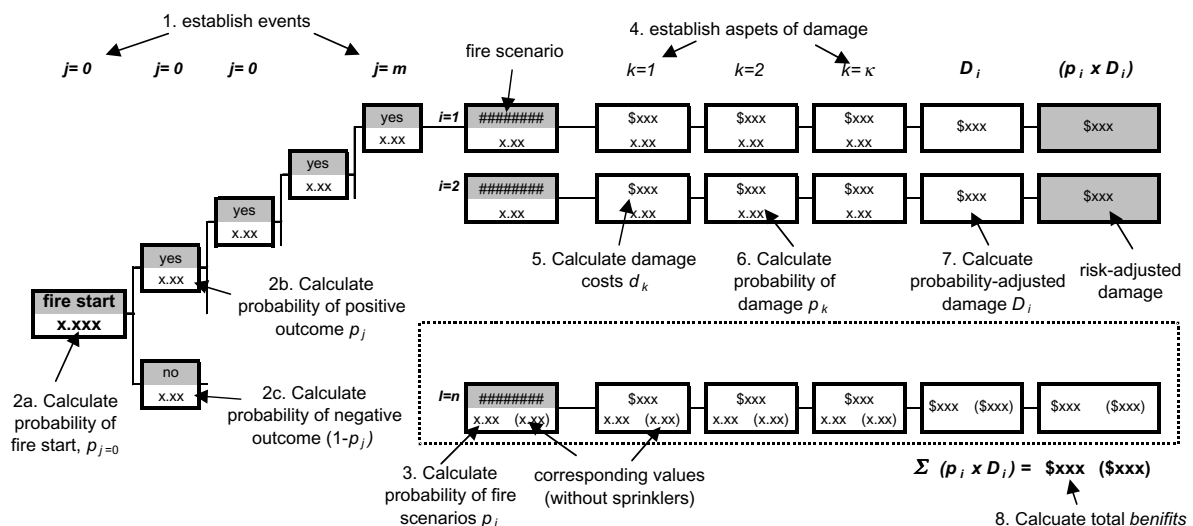 1. establish events
4. establish aspets of damage
fire scenario
j= 0 j= 0 j= 0 j= m k=1 k=2 k= κ D i (p i x D i)
yes i=1 ######## $xxx $xxx $xxx $xxx $xxx
x.xx x.xx x.xx x.xx x.xx
yes
x.xx
i=2 ######## $xxx $xxx $xxx $xxx $xxx
x.xx x.xx x.xx x.xx
yes
x.xx
yes
x.xx
5. Calculate damage
costs d k
6. Calculate
probability of
damage p k
7. Calcuate
probability-adjusted
damage D i
risk-adjusted
damage
fire start
x.xxx
2b. Calculate
probability of positive
outcome p j
no
x.xx
2a. Calculate
probability of
fire start, p j=0
2c. Calculate
probability of negative
outcome (1-p j)
I=n ######## $xxx $xxx $xxx $xxx ($xxx) $xxx ($xxx)
x.xx (x.xx) x.xx (x.xx) x.xx (x.xx) x.xx (x.xx)
3. Calculate
probability of fire
scenarios p i
corresponding values
(without sprinklers)
Σ (p i x D i) = $xxx ($xxx)
8. Calcuate total benifits